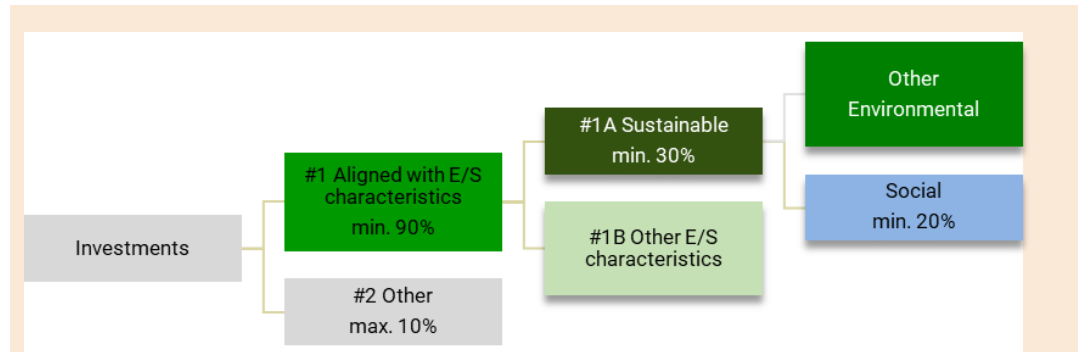 Investments
#1 Aligned with E/S
characteristics
min. 90%
#2 Other
max. 10%
#1A Sustainable
min. 30%
#1B Other E/S
characteristics
Other
Environmental
Social
min. 20%